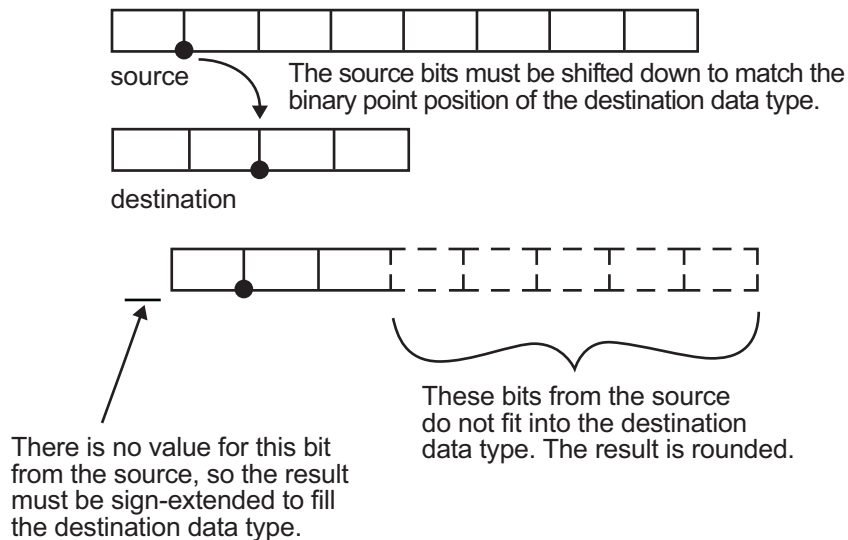 source
The source bits must be shifted down to match the
binary point position of the destination data type.
destination
These bits from the source
do not fit into the destination
data type. The result is rounded.
There is no value for this bit
from the source, so the result
must be sign-extended to fill
the destination data type.